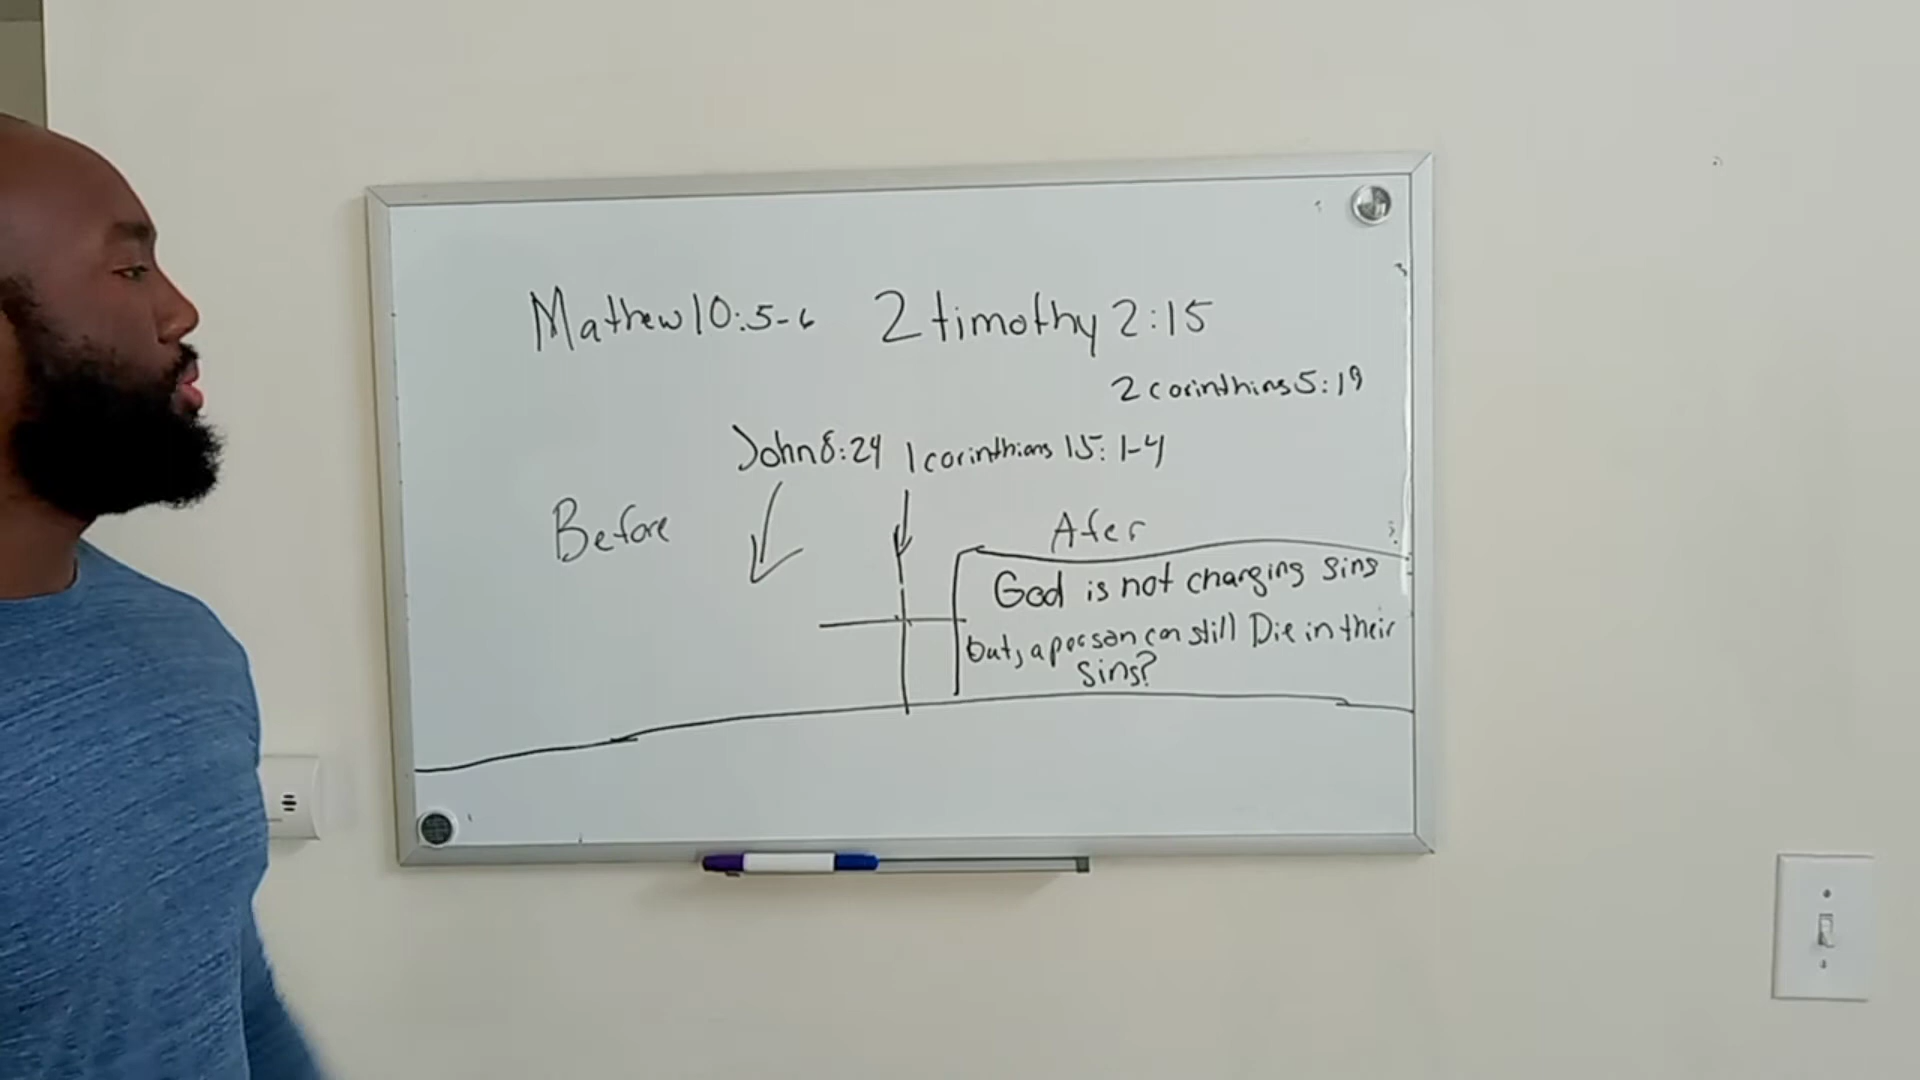 Mathew 10:5-6 2 timothy 2:15
2 corinthins 5:19
John 8:24 1 corinthians 15:1-4
Before
Afer
God is not charging sins
but, a person can still Die in their
sins?